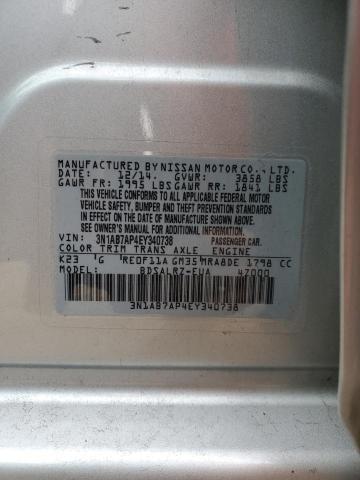 MANUFACTURED BY NISSAN MOTOR CO., LTD.
DATE: 12/14. GVWR: 3858 LBS
GAWR FR: 1995 LBS GAWR RR: 1841 LBS
THIS VEHICLE CONFORMS TO ALL APPLICABLE FEDERAL MOTOR
VEHICLE SAFETY, BUMPER AND THEFT PREVENTION STANDARDS
IN EFFECT ON THE DATE OF MANUFACTURE SHOWN ABOVE.
SEE OWNER'S MANUAL FOR ADDITIONAL INFORMATION.
VIN: 3N1AB7AP4EY340738 PASSENGER CAR.
COLOR TRIM TRANS AXLE ENGINE
K23 G RE0F11A GM35 MRA8DE 1798 CC
MODEL: BDSALRZ-EUA 47000
3N1AB7AP4EY340738